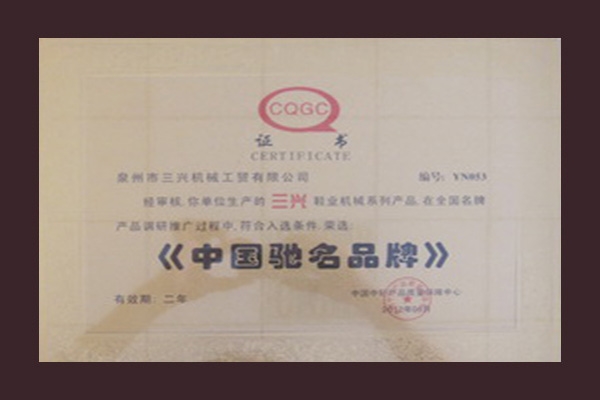 CQGC
证 书
CERTIFICATE
泉州市三兴机械工贸有限公司 编号: YN053
经审核,你单位生产的 三兴 鞋业机械系列产品,在全国名牌
产品调研推广过程中,符合入选条件,荣选:
《中国驰名品牌》
有效期: 二年